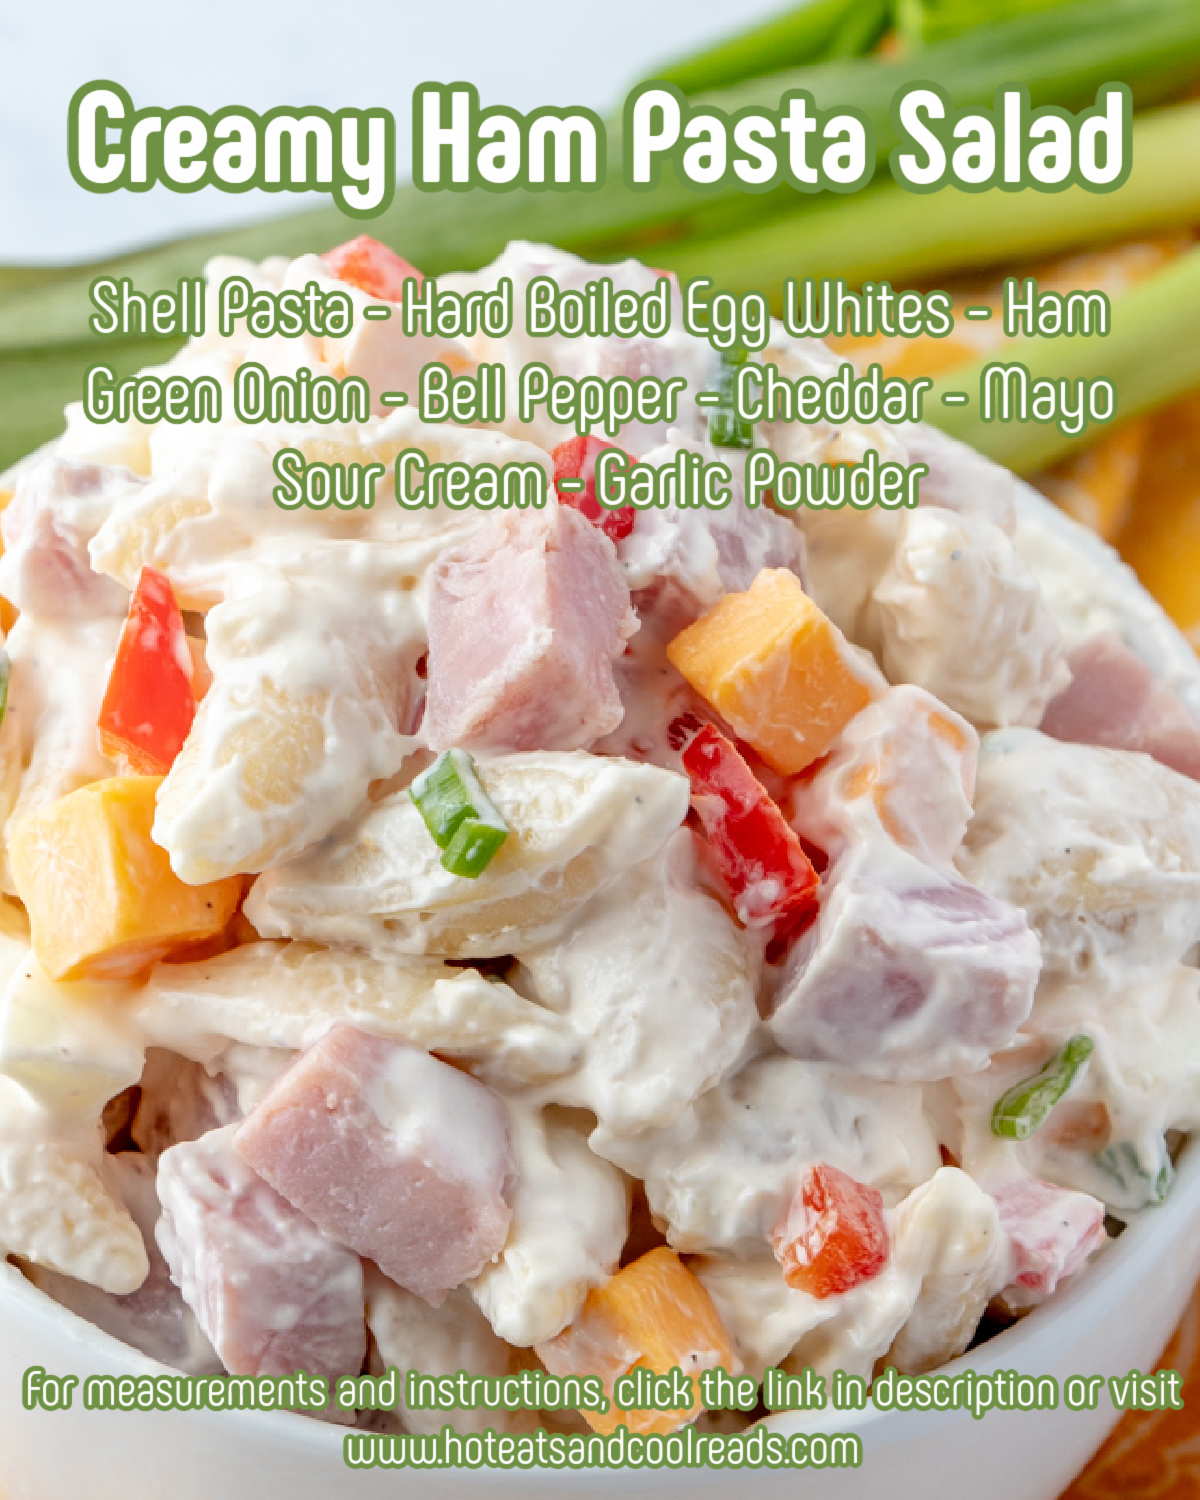 Creamy Ham Pasta Salad
Shell Pasta - Hard Boiled Egg Whites - Ham
Green Onion - Bell Pepper - Cheddar - Mayo
Sour Cream - Garlic Powder
For measurements and instructions, click the link in description or visit
www.hoteatsandcoolreads.com